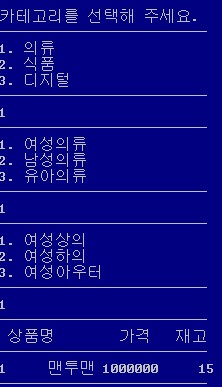 카테고리를 선택해 주세요.
1. 의류
2. 식품
3. 디지털
1
1. 여성의류
2. 남성의류
3. 유아의류
1
1. 여성상의
2. 여성하의
3. 여성아우터
1
상품명 가격 재고
1 맨투맨 1000000 15